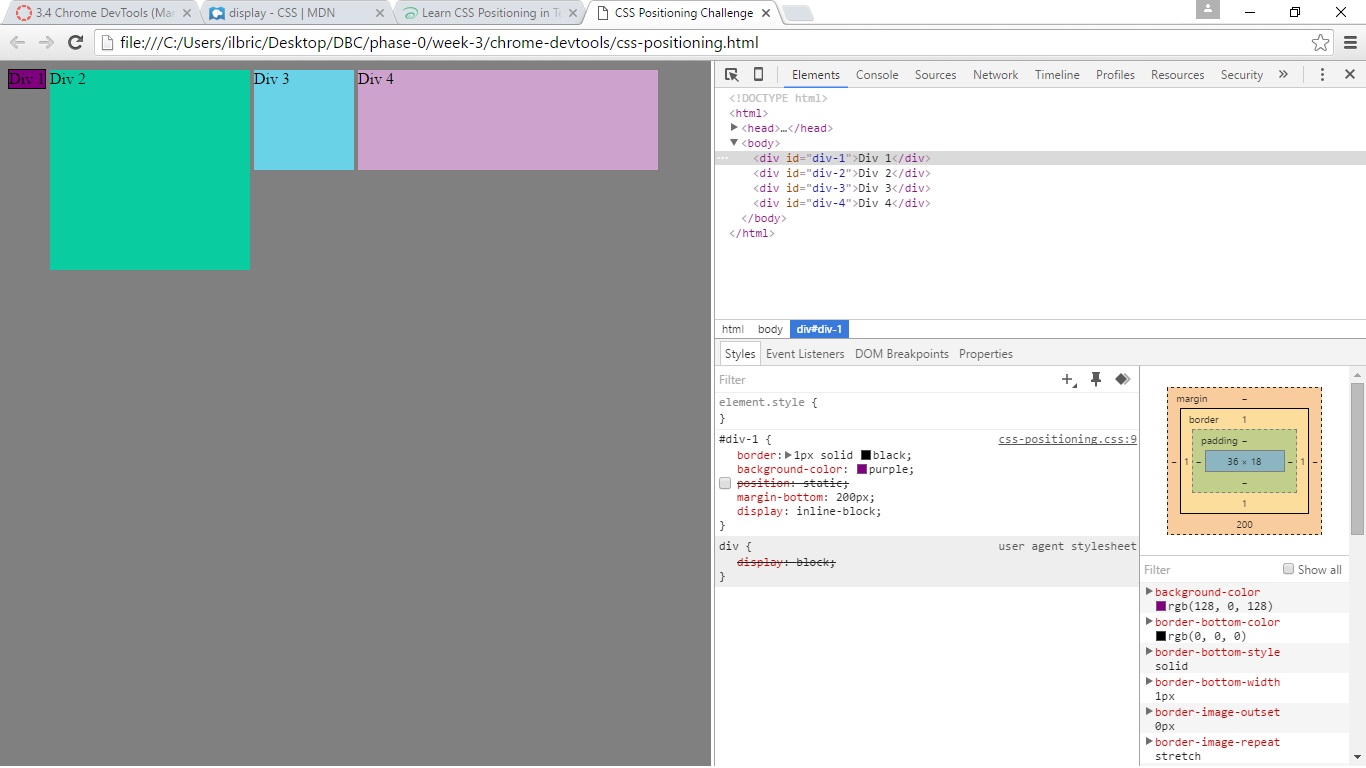 3.4 Chrome DevTools (Ma
display - CSS | MDN
Learn CSS Positioning in Te
CSS Positioning Challenge
file:///C:/Users/ilbric/Desktop/DBC/phase-0/week-3/chrome-devtools/css-positioning.html
Div 1
Div 2
Div 3
Div 4
Elements Console Sources Network Timeline Profiles Resources Security »
<!DOCTYPE html>
<html>
<head>…</head>
<body>
<div id="div-1">Div 1</div>
<div id="div-2">Div 2</div>
<div id="div-3">Div 3</div>
<div id="div-4">Div 4</div>
</body>
</html>
html body div#div-1
Styles Event Listeners DOM Breakpoints Properties
Filter
element.style {
}
#div-1 { css-positioning.css:9
border: 1px solid black;
background-color: purple;
position: static;
margin-bottom: 200px;
display: inline-block;
}
div { user agent stylesheet
display: block;
}
margin –
border 1
padding –
– 1 – 36 × 18 – 1 –
–
1
200
Filter Show all
background-color
rgb(128, 0, 128)
border-bottom-color
rgb(0, 0, 0)
border-bottom-style
solid
border-bottom-width
1px
border-image-outset
0px
border-image-repeat
stretch